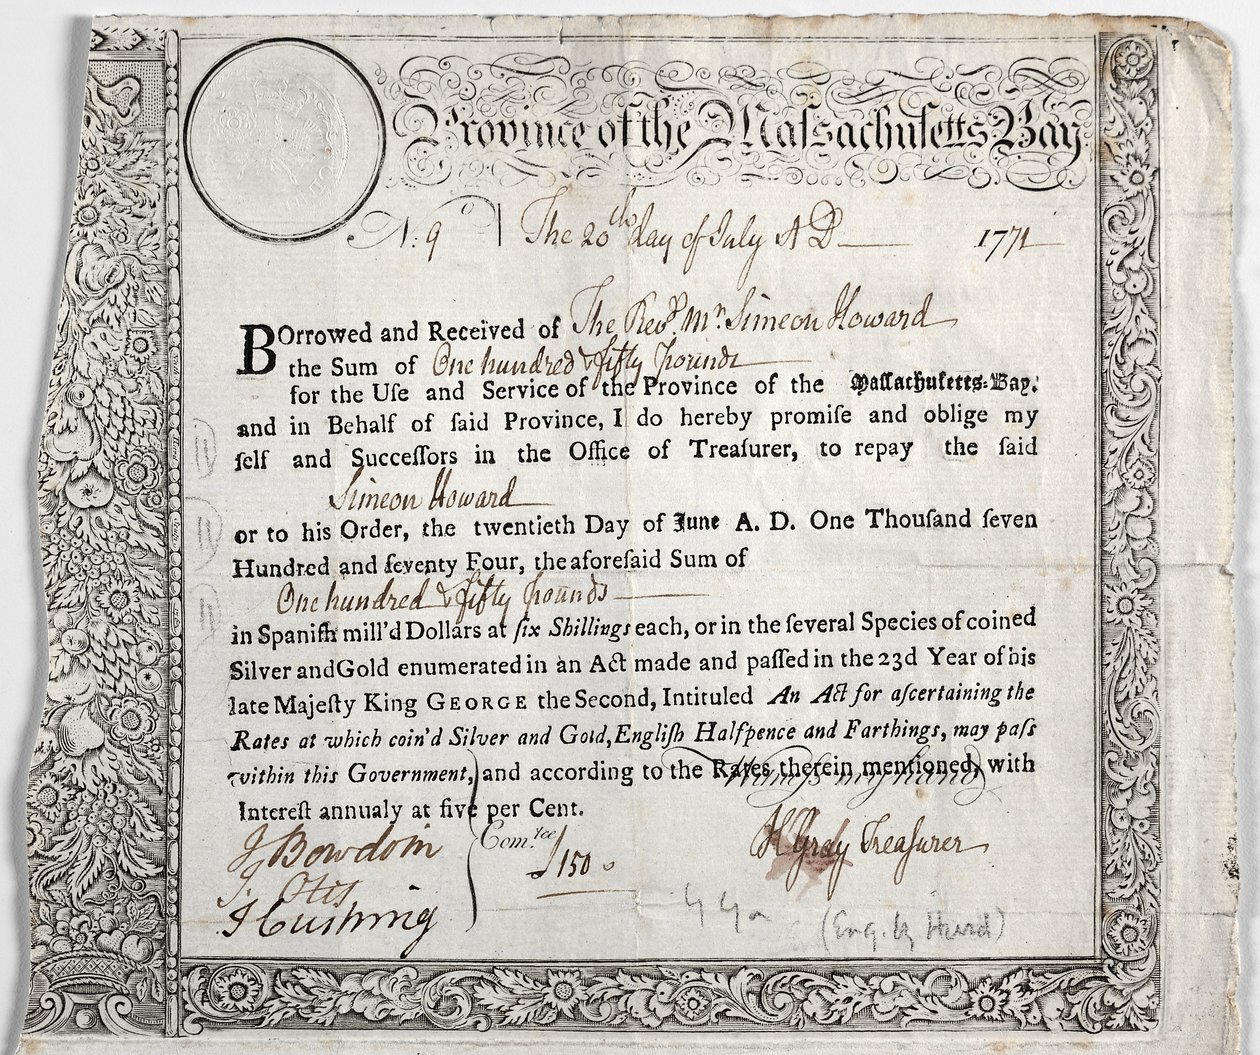 Province of the Maſsachuſetts Bay
N: 9 The 20th day of July A D 1771
BOrrowed and Received of The Revd. Mr. Simeon Howard
the Sum of One hundred & fifty pounds
for the Uſe and Service of the Province of the Maſſachuſetts-Bay.
and in Behalf of ſaid Province, I do hereby promiſe and oblige my
ſelf and Succeſſors in the Office of Treaſurer, to repay the ſaid
Simeon Howard
or to his Order, the twentieth Day of June A. D. One Thouſand ſeven
Hundred and ſeventy Four, the aforeſaid Sum of
One hundred & fifty pounds
in Spaniſh mill'd Dollars at ſix Shillings each, or in the ſeveral Species of coined
Silver and Gold enumerated in an Act made and paſſed in the 23d Year of his
late Majeſty King GEORGE the Second, Intituled An Act for aſcertaining the
Rates at which coin'd Silver and Gold, Engliſh Halfpence and Farthings, may paſs
within this Government, and according to the Rates therein mentioned, with
Witneſs my hand
Intereſt annualy at five per Cent.
J Bowdoin
J. Otis
T Cushing
Com.tee
£150
H Gray Treaſurer
(Eng. by Hurd)